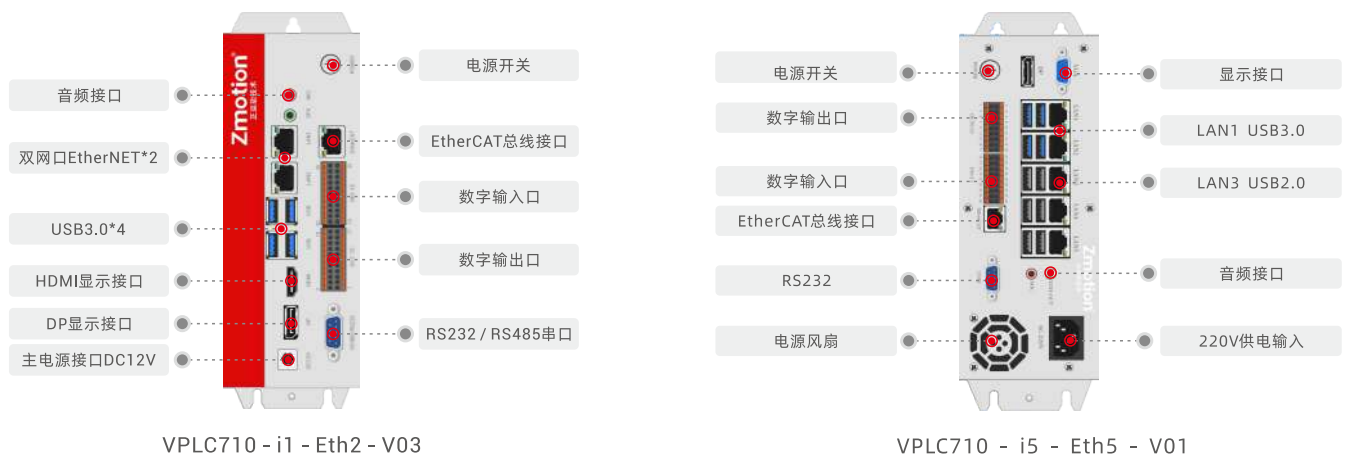 Zmotion
正运动技术
音频接口
双网口EtherNET*2
USB3.0*4
HDMI显示接口
DP显示接口
主电源接口DC12V
电源开关
EtherCAT总线接口
数字输入口
数字输出口
RS232 / RS485串口
VPLC710 - i1 - Eth2 - V03
电源开关
数字输出口
数字输入口
EtherCAT总线接口
RS232
电源风扇
显示接口
LAN1 USB3.0
LAN3 USB2.0
音频接口
220V供电输入
Zmotion
VPLC710 - i5 - Eth5 - V01